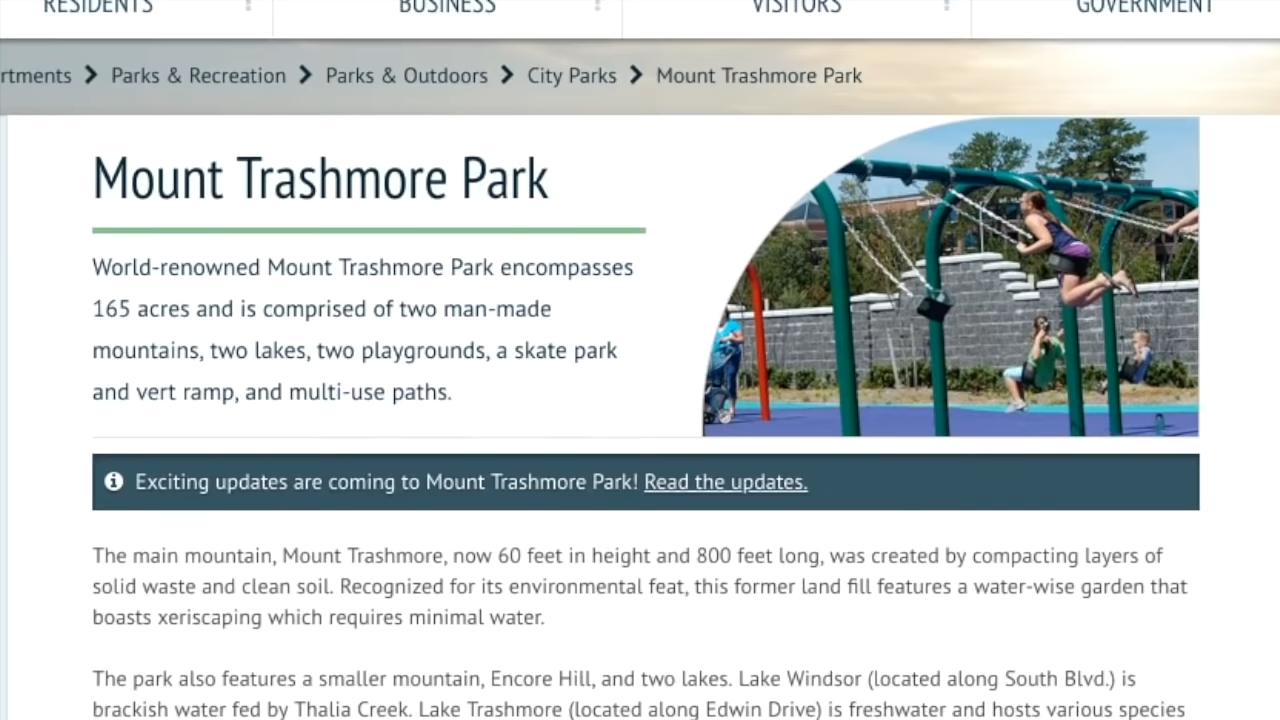 RESIDENTS BUSINESS VISITORS GOVERNMENT
rtments > Parks & Recreation > Parks & Outdoors > City Parks > Mount Trashmore Park
Mount Trashmore Park
World-renowned Mount Trashmore Park encompasses
165 acres and is comprised of two man-made
mountains, two lakes, two playgrounds, a skate park
and vert ramp, and multi-use paths.
Exciting updates are coming to Mount Trashmore Park! Read the updates.
The main mountain, Mount Trashmore, now 60 feet in height and 800 feet long, was created by compacting layers of
solid waste and clean soil. Recognized for its environmental feat, this former land fill features a water-wise garden that
boasts xeriscaping which requires minimal water.
The park also features a smaller mountain, Encore Hill, and two lakes. Lake Windsor (located along South Blvd.) is
brackish water fed by Thalia Creek. Lake Trashmore (located along Edwin Drive) is freshwater and hosts various species